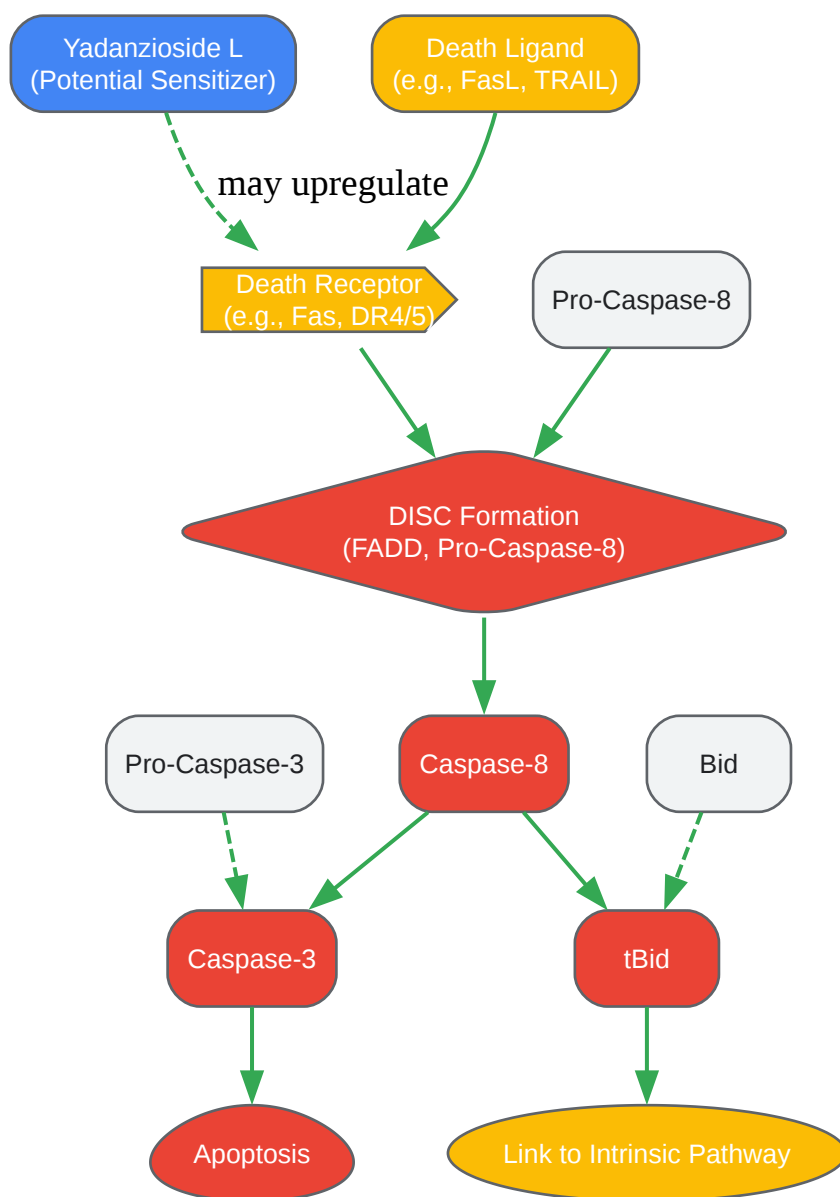 Yadanzioside L
(Potential Sensitizer)
Death Ligand
(e.g., FasL, TRAIL)
may upregulate
Death Receptor
(e.g., Fas, DR4/5)
Pro-Caspase-8
DISC Formation
(FADD, Pro-Caspase-8)
Pro-Caspase-3
Caspase-8
Bid
Caspase-3
tBid
Apoptosis
Link to Intrinsic Pathway